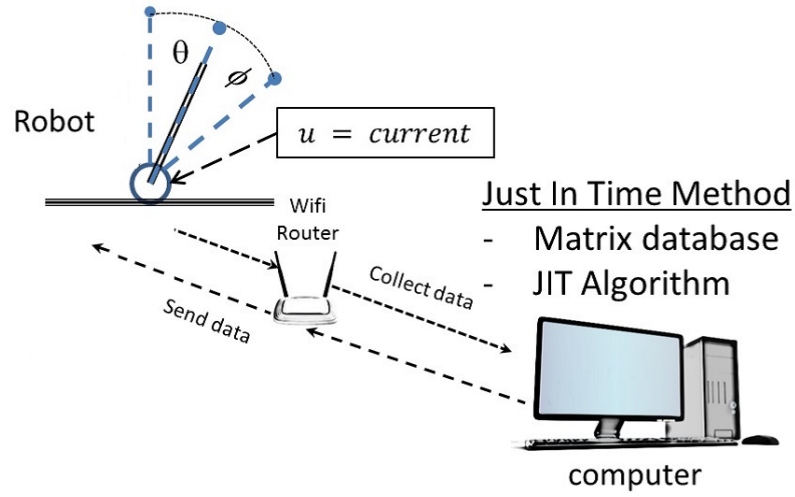 θ
ϕ
Robot
u = current
Wifi
Router
Just In Time Method
- Matrix database
- JIT Algorithm
Collect data
Send data
computer